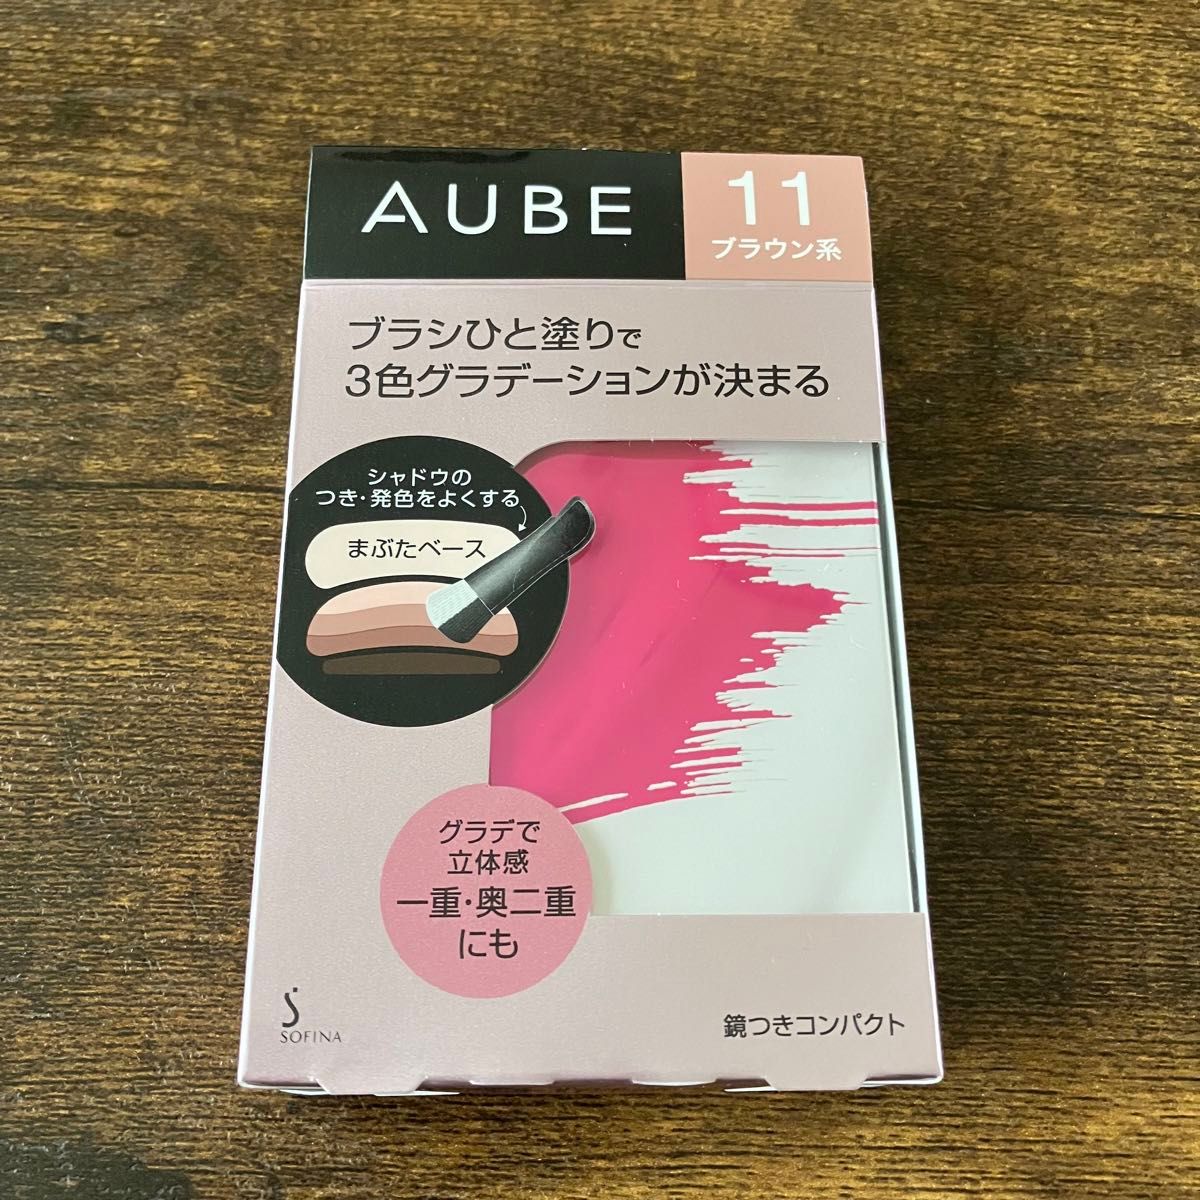 AUBE
11
ブラウン系
ブラシひと塗りで
3色グラデーションが決まる
シャドウの
つき・発色をよくする
まぶたベース
グラデで
立体感
一重・奥二重
にも
SOFINA
鏡つきコンパクト